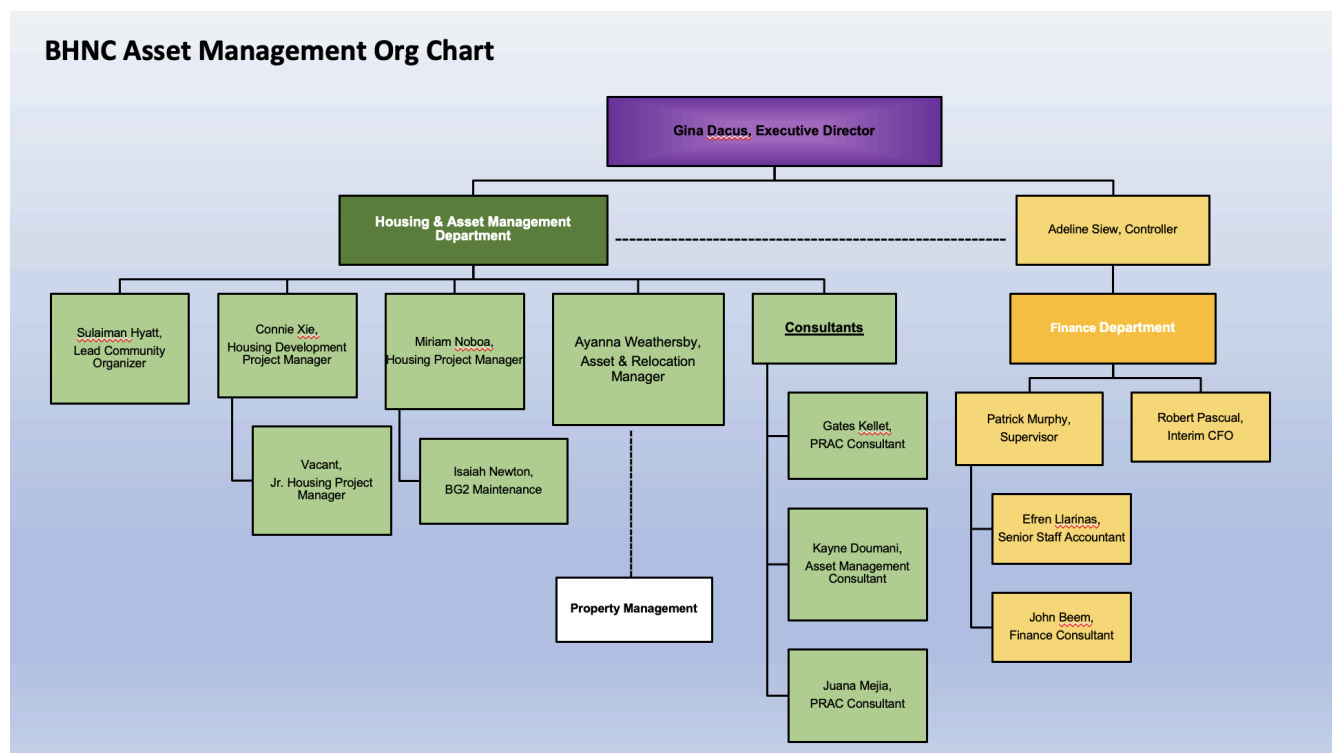 BHNC Asset Management Org Chart
Gina Dacus, Executive Director
Housing & Asset Management
Department
Adeline Siew, Controller
Sulaiman Hyatt,
Lead Community
Organizer
Connie Xie,
Housing Development
Project Manager
Miriam Noboa,
Housing Project Manager
Ayanna Weathersby,
Asset & Relocation
Manager
Consultants
Finance Department
Vacant,
Jr. Housing Project
Manager
Isaiah Newton,
BG2 Maintenance
Gates Kellet,
PRAC Consultant
Patrick Murphy,
Supervisor
Robert Pascual,
Interim CFO
Kayne Doumani,
Asset Management
Consultant
Efren Llarinas,
Senior Staff Accountant
Property Management
John Beem,
Finance Consultant
Juana Mejia,
PRAC Consultant